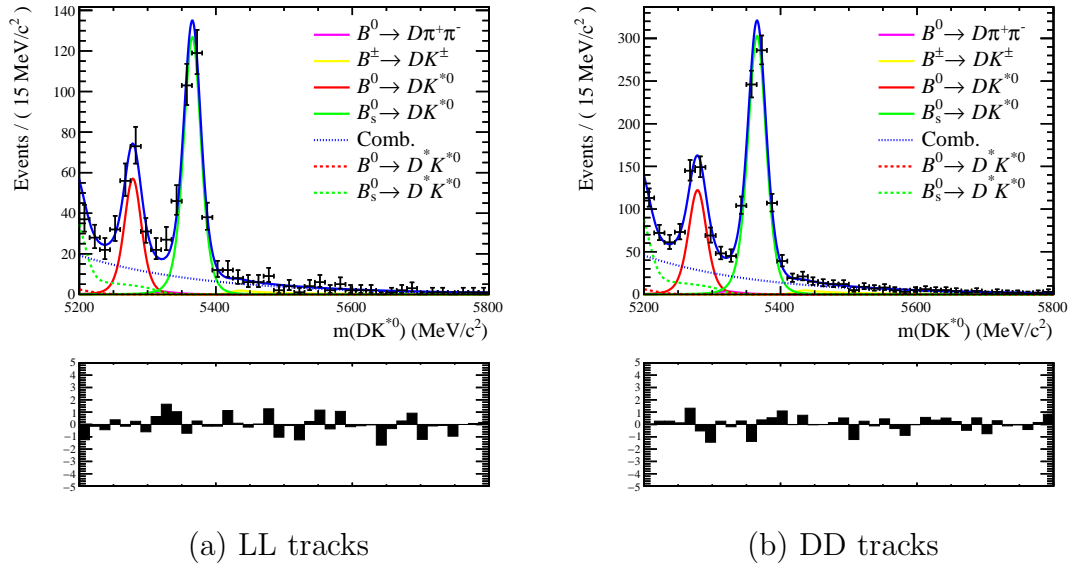 Events / ( 15 MeV/c²  )
140
120
100
80
60
40
20
0
B⁰ → Dπ⁺π⁻
B± → DK±
B⁰ → DK*⁰
B⁰ₛ → DK*⁰
Comb.
B⁰ → D*K*⁰
B⁰ₛ → D*K*⁰
5200 5400 5600 5800
m(DK*⁰) (MeV/c²)
5
4
3
2
1
0
-1
-2
-3
-4
-5
(a) LL tracks
Events / ( 15 MeV/c²  )
300
250
200
150
100
50
0
B⁰ → Dπ⁺π⁻
B± → DK±
B⁰ → DK*⁰
B⁰ₛ → DK*⁰
Comb.
B⁰ → D*K*⁰
B⁰ₛ → D*K*⁰
5200 5400 5600 5800
m(DK*⁰) (MeV/c²)
5
4
3
2
1
0
-1
-2
-3
-4
-5
(b) DD tracks